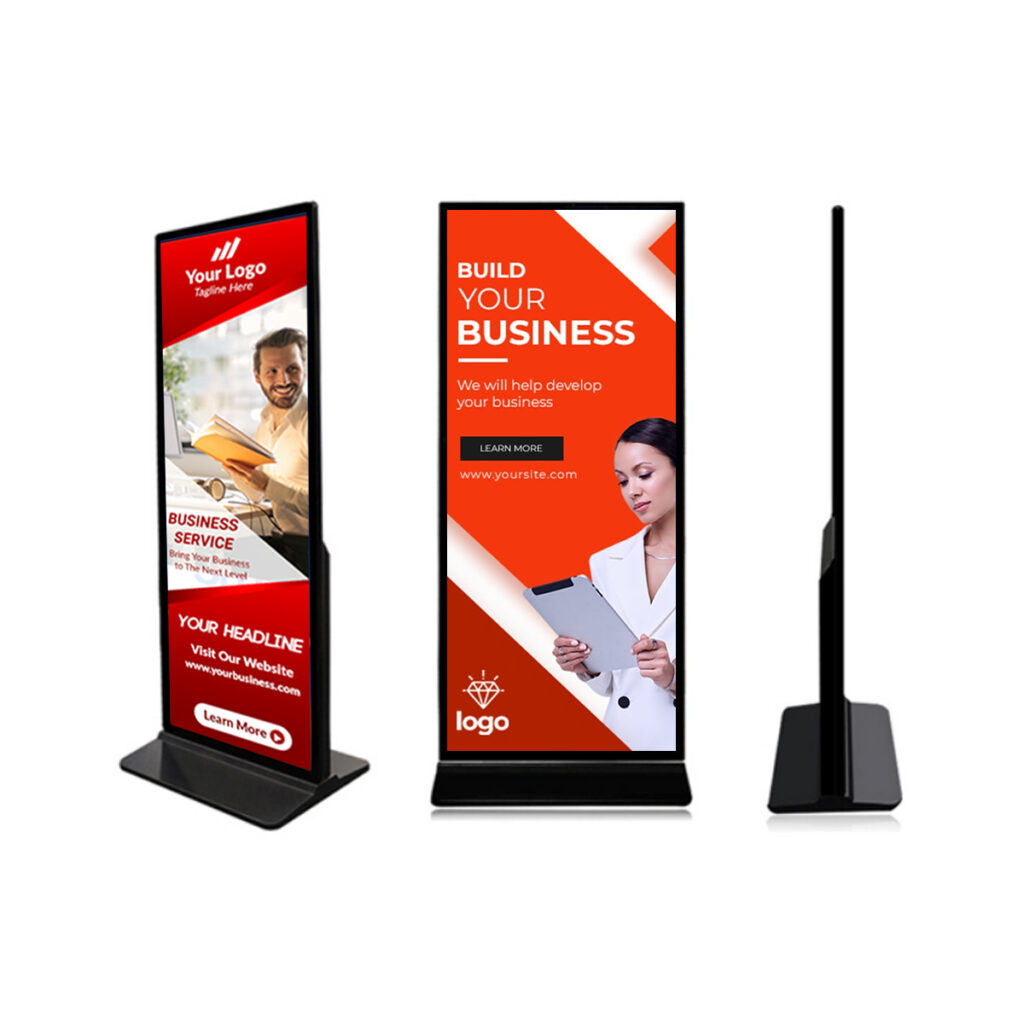 Your Logo
Tagline Here
BUSINESS
SERVICE
Bring Your Business
to The Next Level
YOUR HEADLINE
Visit Our Website
www.yourbusiness.com
Learn More
BUILD
YOUR
BUSINESS
We will help develop
your business
LEARN MORE
www.yoursite.com
logo